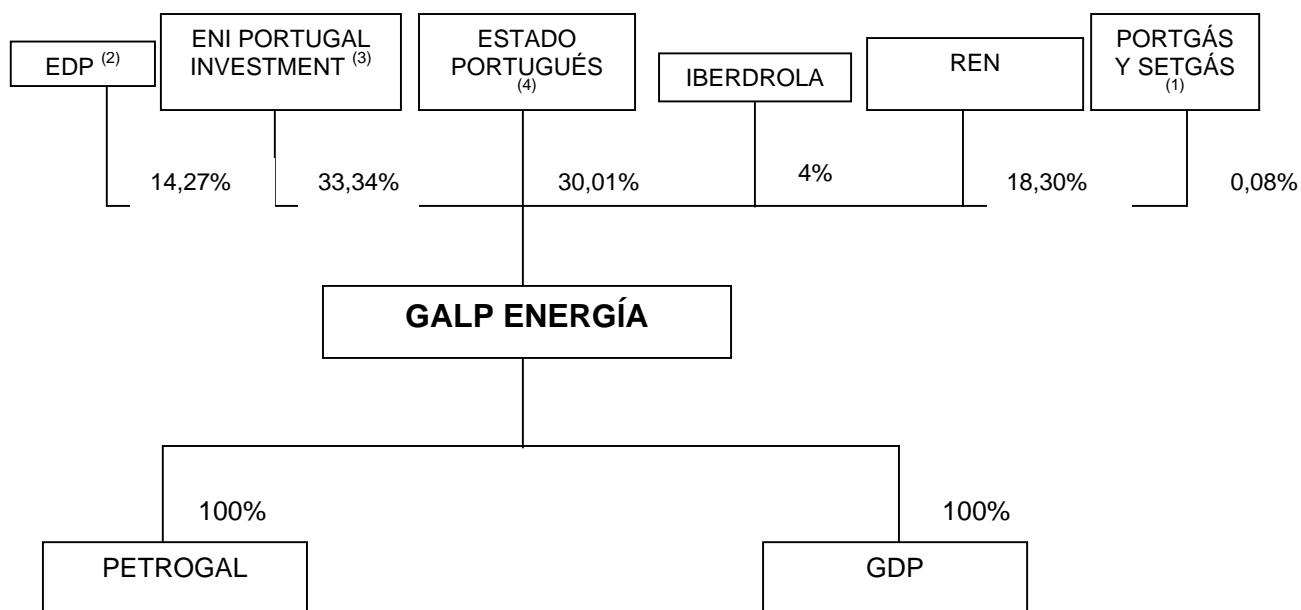 EDP (2)
ENI PORTUGAL
INVESTMENT (3)
ESTADO
PORTUGUÉS
(4)
IBERDROLA
REN
PORTGÁS
Y SETGÁS
(1)
14,27%
33,34%
30,01%
4%
18,30%
0,08%
GALP ENERGÍA
100%
100%
PETROGAL
GDP